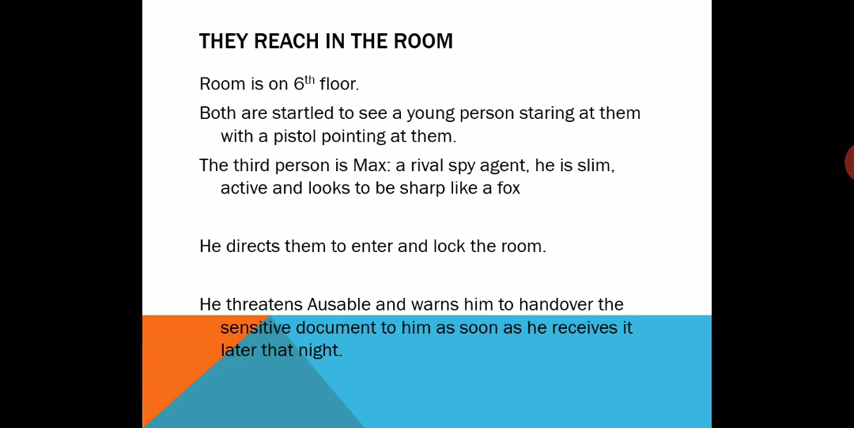 THEY REACH IN THE ROOM
Room is on 6th floor.
Both are startled to see a young person staring at them
with a pistol pointing at them.
The third person is Max: a rival spy agent, he is slim,
active and looks to be sharp like a fox
He directs them to enter and lock the room.
He threatens Ausable and warns him to handover the
sensitive document to him as soon as he receives it
later that night.